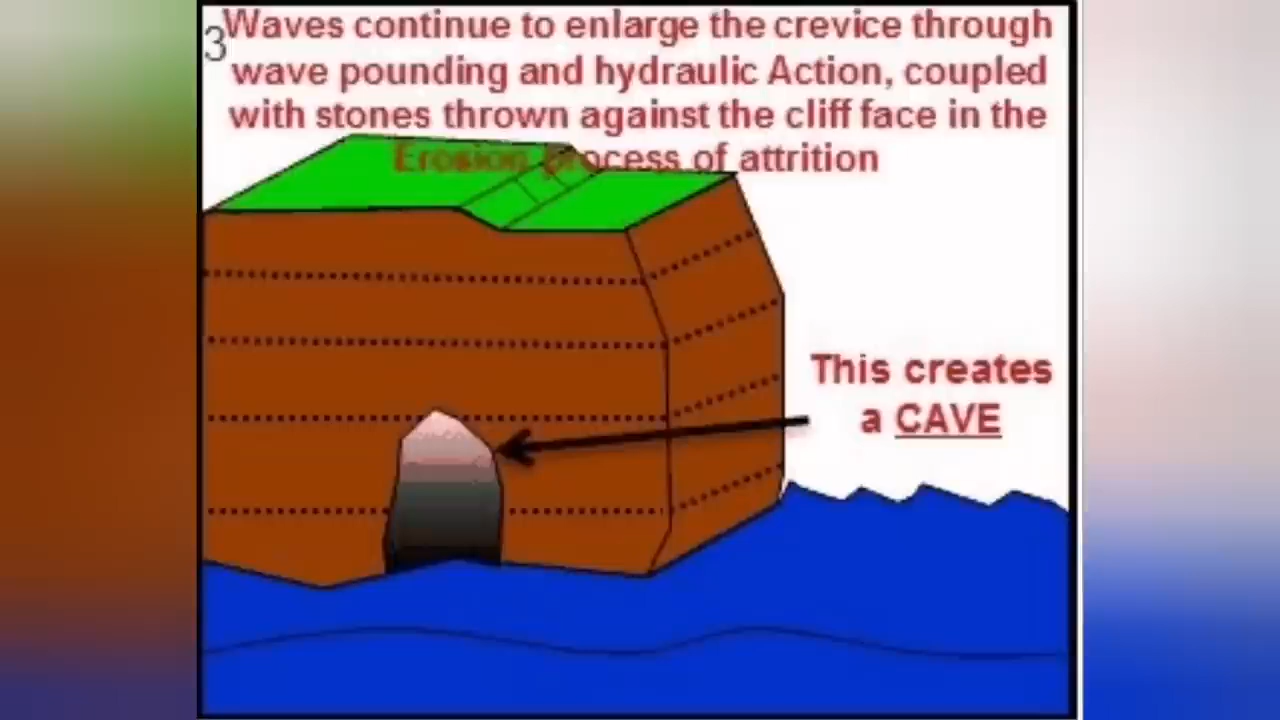 3
Waves continue to enlarge the crevice through
wave pounding and hydraulic Action, coupled
with stones thrown against the cliff face in the
Erosion process of attrition
This creates
a CAVE